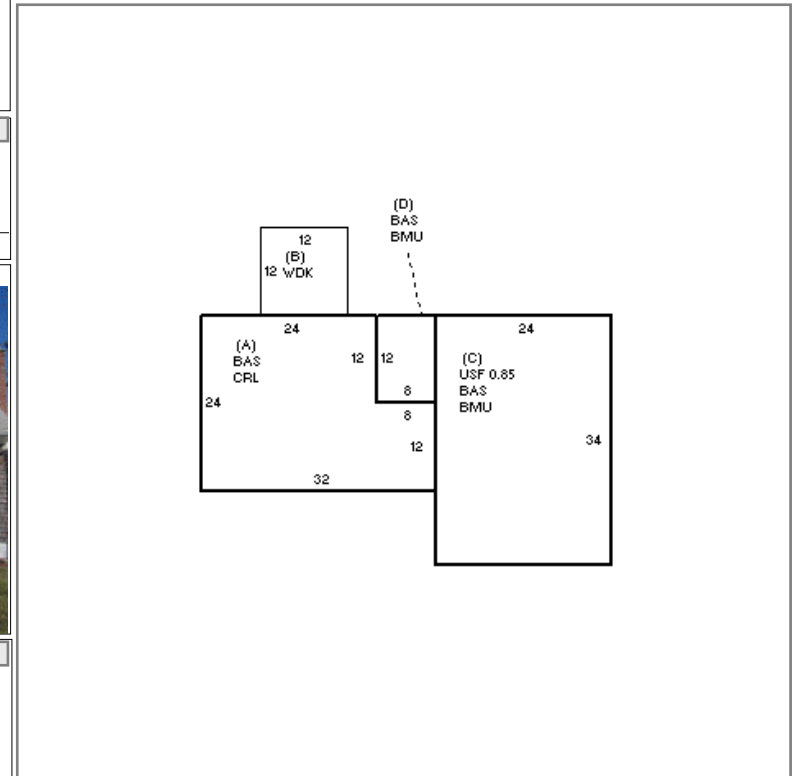 (D)
BAS
BMU
12
(B)
12 WDK
24
(A)
BAS
CRL
24
12
12
8
8
12
32
24
(C)
USF 0.85
BAS
BMU
34